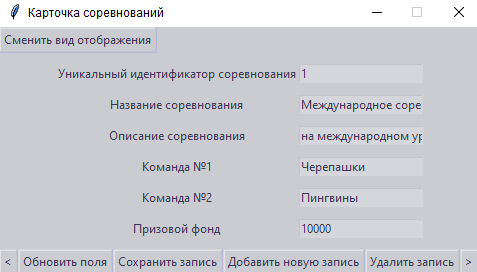 Карточка соревнований
Сменить вид отображения
Уникальный идентификатор соревнования 1
Название соревнования Международное соре
Описание соревнования на международном ур
Команда №1 Черепашки
Команда №2 Пингвины
Призовой фонд 10000
< Обновить поля Сохранить запись Добавить новую запись Удалить запись >